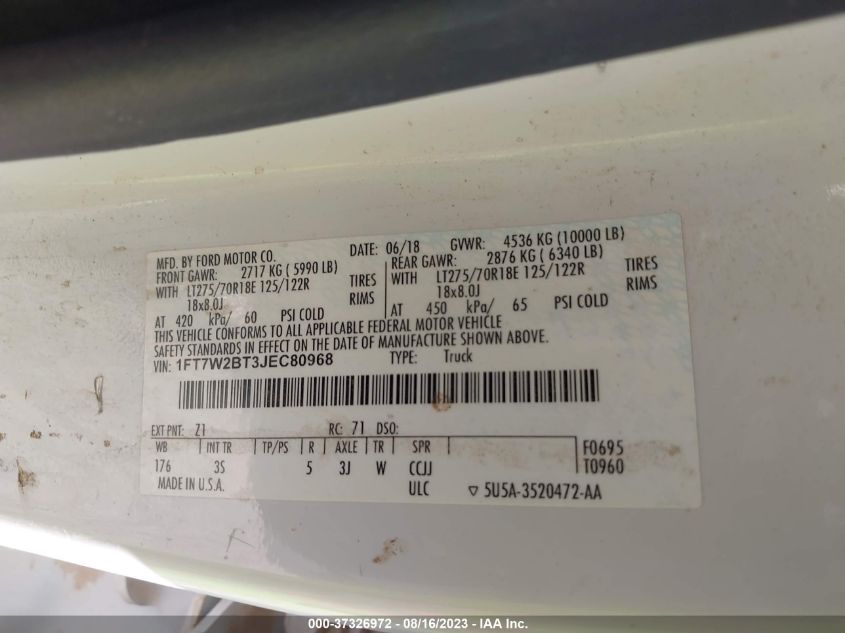 MFD. BY FORD MOTOR CO. DATE: 06/18 GVWR: 4536 KG (10000 LB)
FRONT GAWR: 2717 KG ( 5990 LB) REAR GAWR: 2876 KG ( 6340 LB)
WITH LT275/70R18E 125/122R TIRES WITH LT275/70R18E 125/122R TIRES
18x8.0J RIMS 18x8.0J RIMS
AT 420 kPa/ 60 PSI COLD AT 450 kPa/ 65 PSI COLD
THIS VEHICLE CONFORMS TO ALL APPLICABLE FEDERAL MOTOR VEHICLE
SAFETY STANDARDS IN EFFECT ON THE DATE OF MANUFACTURE SHOWN ABOVE.
VIN: 1FT7W2BT3JEC80968 TYPE: Truck
EXT PNT: Z1 RC: 71 DSO:
WB INT TR TP/PS R AXLE TR SPR F0695
176 3S 5 3J W CCJJ T0960
MADE IN U.S.A. ULC ▽ 5U5A-3520472-AA
000-37326972 - 08/16/2023 - IAA Inc.